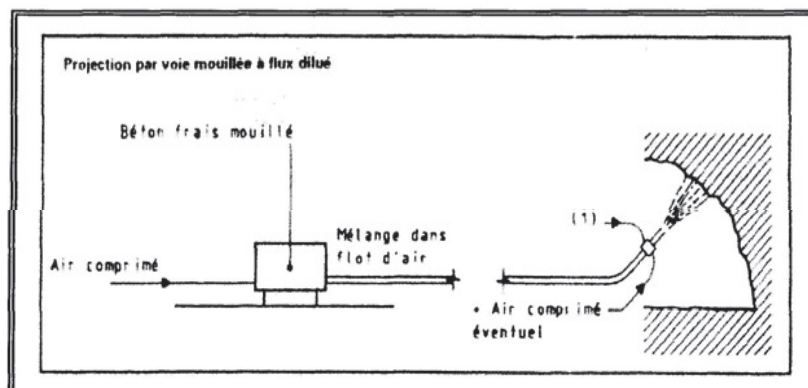 Projection par voie mouillée à flux dilué
Béton frais mouillé
Mélange dans
flot d'air
Air comprimé
(1)
+ Air comprimé
éventuel